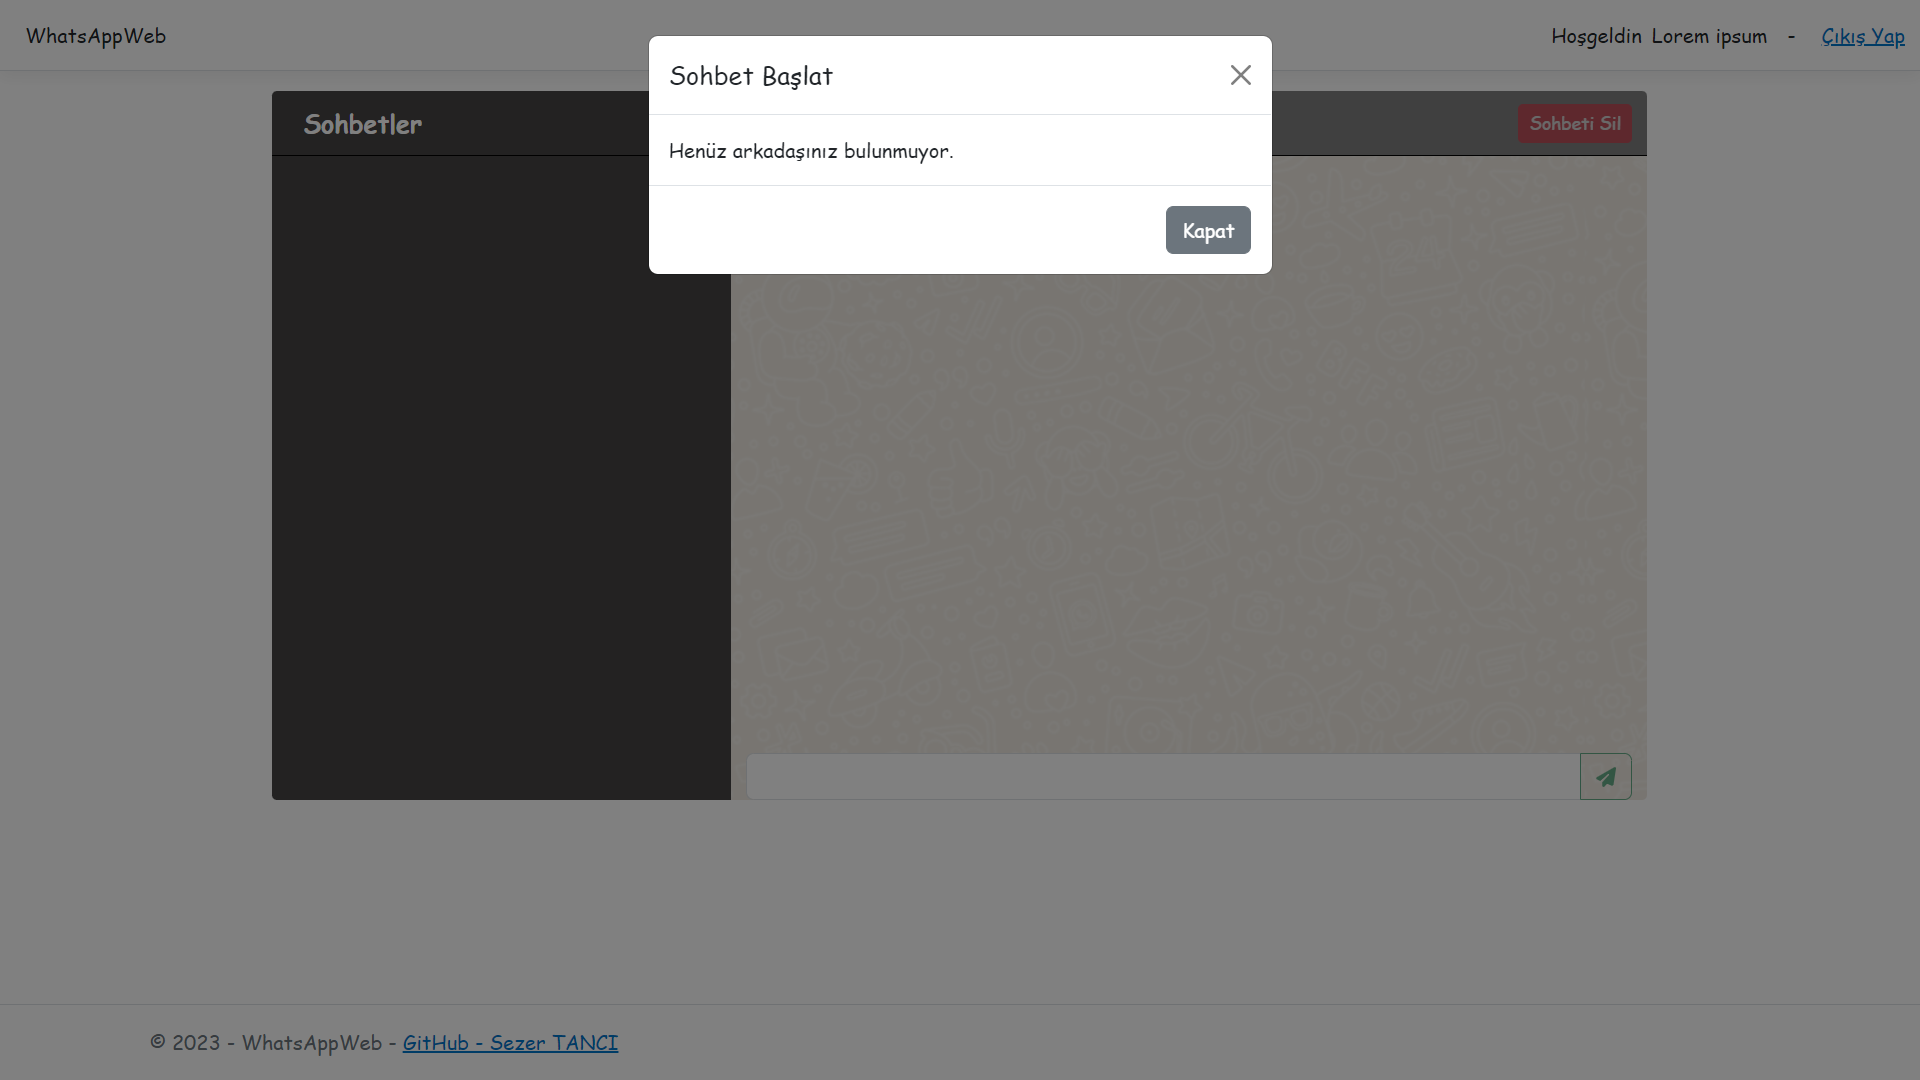 WhatsAppWeb
Hoşgeldin Lorem ipsum - Çıkış Yap
Sohbet Başlat
Sohbetler
Sohbeti Sil
Henüz arkadaşınız bulunmuyor.
Kapat
© 2023 - WhatsAppWeb - GitHub - Sezer TANCI